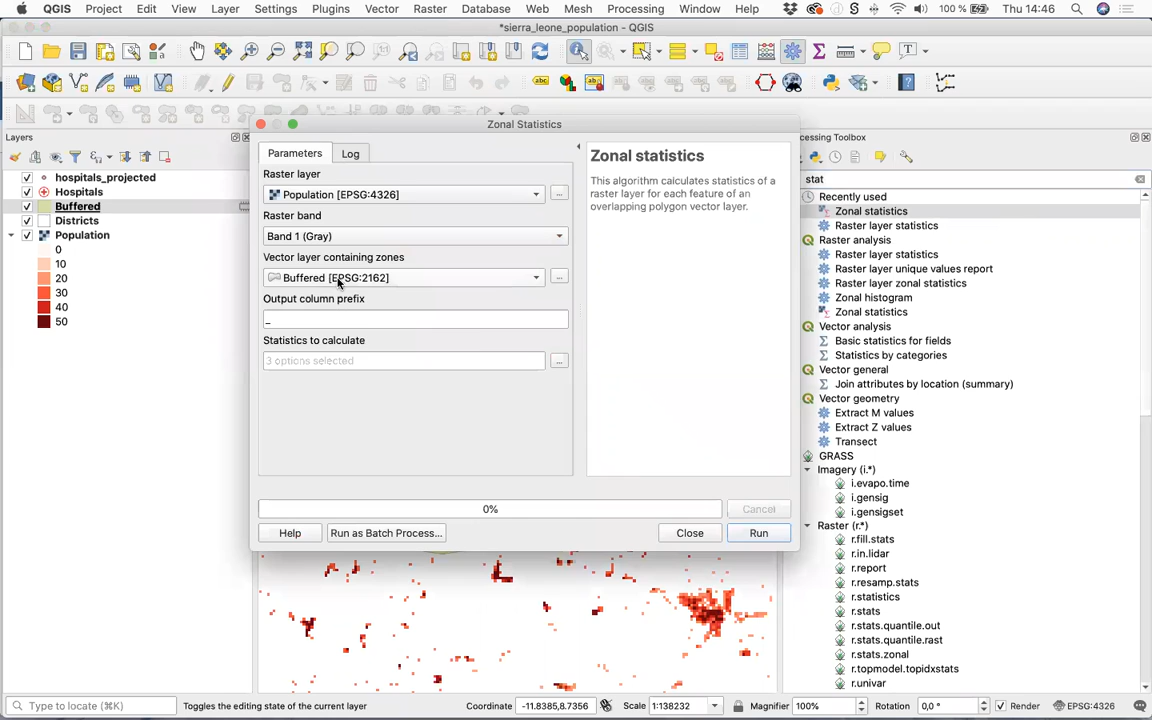 QGIS Project Edit View Layer Settings Plugins Vector Raster Database Web Mesh Processing Window Help 100 % Thu 14:46
*sierra_leone_population - QGIS
Layers
hospitals_projected
Hospitals
Buffered
Districts
Population
0
10
20
30
40
50
Zonal Statistics
Parameters
Log
Raster layer
Population [EPSG:4326]
Raster band
Band 1 (Gray)
Vector layer containing zones
Buffered [EPSG:2162]
Output column prefix
_
Statistics to calculate
3 options selected
Zonal statistics
This algorithm calculates statistics of a
raster layer for each feature of an
overlapping polygon vector layer.
0%
Cancel
Help
Run as Batch Process...
Close
Run
cessing Toolbox
stat
Recently used
Zonal statistics
Raster layer statistics
Raster analysis
Raster layer statistics
Raster layer unique values report
Raster layer zonal statistics
Zonal histogram
Zonal statistics
Vector analysis
Basic statistics for fields
Statistics by categories
Vector general
Join attributes by location (summary)
Vector geometry
Extract M values
Extract Z values
Transect
GRASS
Imagery (i.*)
i.evapo.time
i.gensig
i.gensigset
Raster (r.*)
r.fill.stats
r.in.lidar
r.report
r.resamp.stats
r.statistics
r.stats
r.stats.quantile.out
r.stats.quantile.rast
r.stats.zonal
r.topmodel.topidxstats
r.univar
Type to locate (⌘K)
Toggles the editing state of the current layer
Coordinate -11.8385,8.7356
Scale 1:138232
Magnifier 100%
Rotation 0,0 °
Render
EPSG:4326